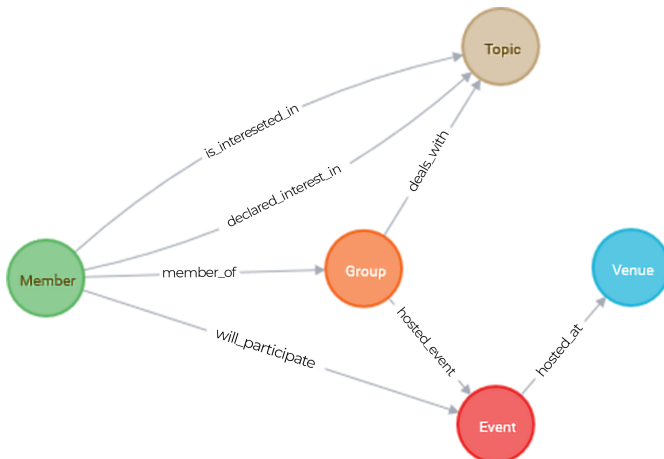 Topic
is_intereseted_in
deals_with
declared_interest_in
Member
member_of
Group
Venue
hosted_event
hosted_at
will_participate
Event